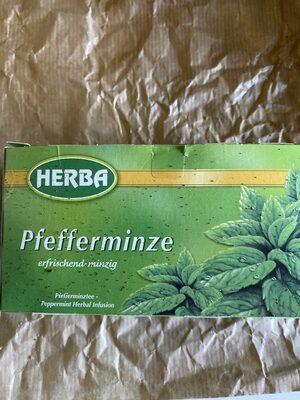 HERBA
Pfefferminze
erfrischend-minzig
Pfefferminztee -
Peppermint Herbal Infusion